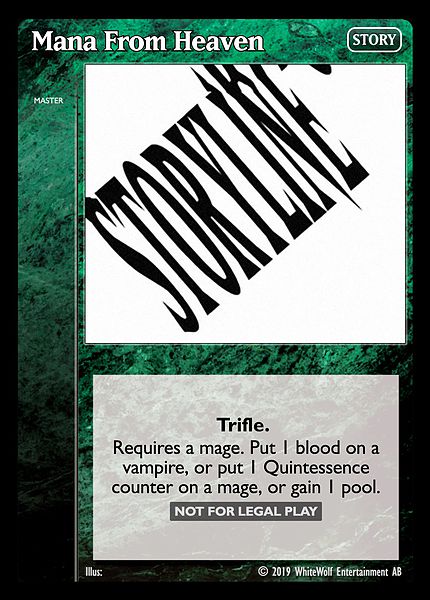 Mana From Heaven
STORY
MASTER
STORYLINE
Trifle.
Requires a mage. Put 1 blood on a
vampire, or put 1 Quintessence
counter on a mage, or gain 1 pool.
NOT FOR LEGAL PLAY
Illus:
© 2019 WhiteWolf Entertainment AB